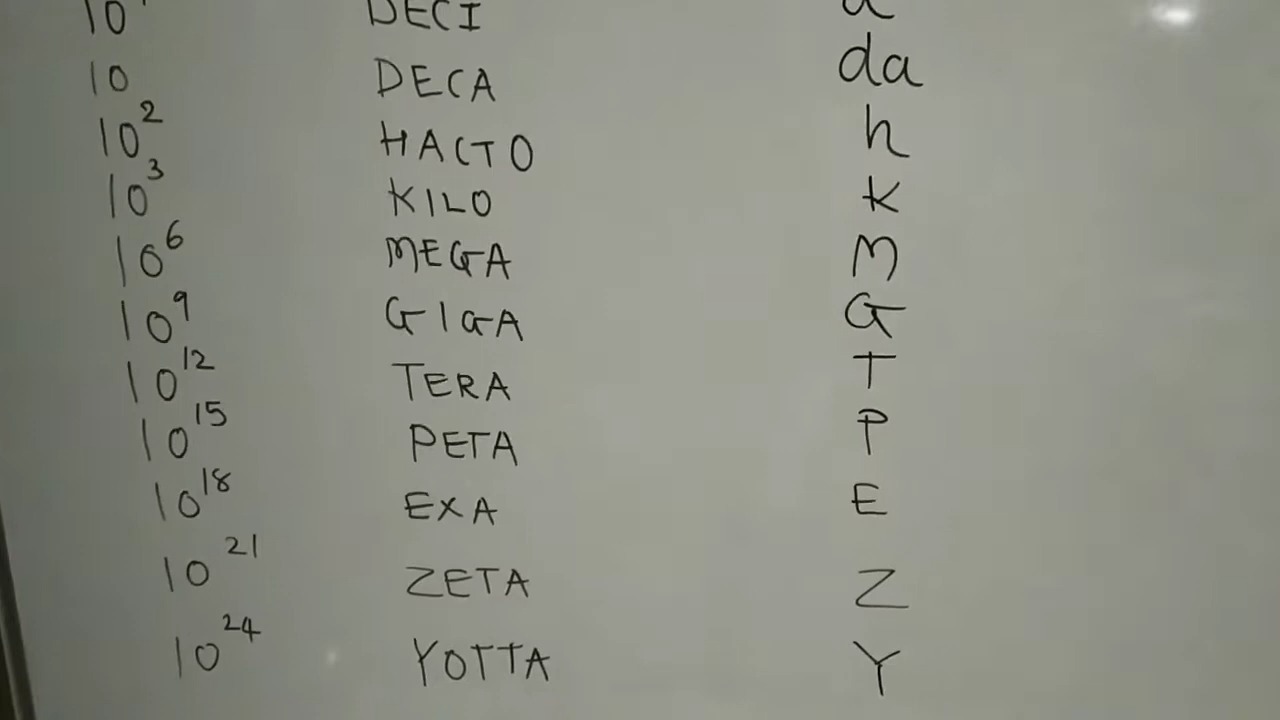 10 DECI d
10 DECA da
10² HACTO h
10³ KILO K
10⁶ MEGA M
10⁹ GIGA G
10¹² TERA T
10¹⁵ PETA P
10¹⁸ EXA E
10²¹ ZETA Z
10²⁴ YOTTA Y